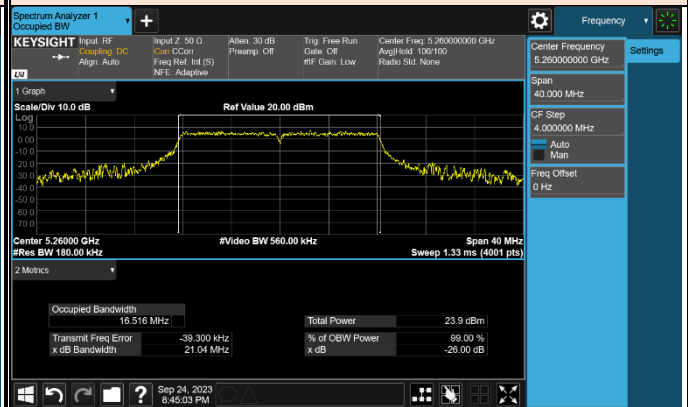 Spectrum Analyzer 1
Occupied BW
+
Frequency
KEYSIGHT
Input: RF
Coupling: DC
Align: Auto
Input Z: 50 Ω
Corr CCorr
Freq Ref: Int (S)
NFE: Adaptive
Atten: 30 dB
Preamp: Off
Trig: Free Run
Gate: Off
#IF Gain: Low
Center Freq: 5.260000000 GHz
Avg|Hold: 100/100
Radio Std: None
LXI
Center Frequency
5.260000000 GHz
Settings
Span
40.000 MHz
CF Step
4.000000 MHz
Auto
Man
Freq Offset
0 Hz
1 Graph
Scale/Div 10.0 dB
Ref Value 20.00 dBm
Log
10.0
0.00
-10.0
-20.0
-30.0
-40.0
-50.0
-60.0
-70.0
Center 5.26000 GHz
#Video BW 560.00 kHz
Span 40 MHz
#Res BW 180.00 kHz
Sweep 1.33 ms (4001 pts)
2 Metrics
Occupied Bandwidth
16.516 MHz
Total Power 23.9 dBm
Transmit Freq Error -39.300 kHz
% of OBW Power 99.00 %
x dB Bandwidth 21.04 MHz
x dB -26.00 dB
?
Sep 24, 2023
8:45:03 PM